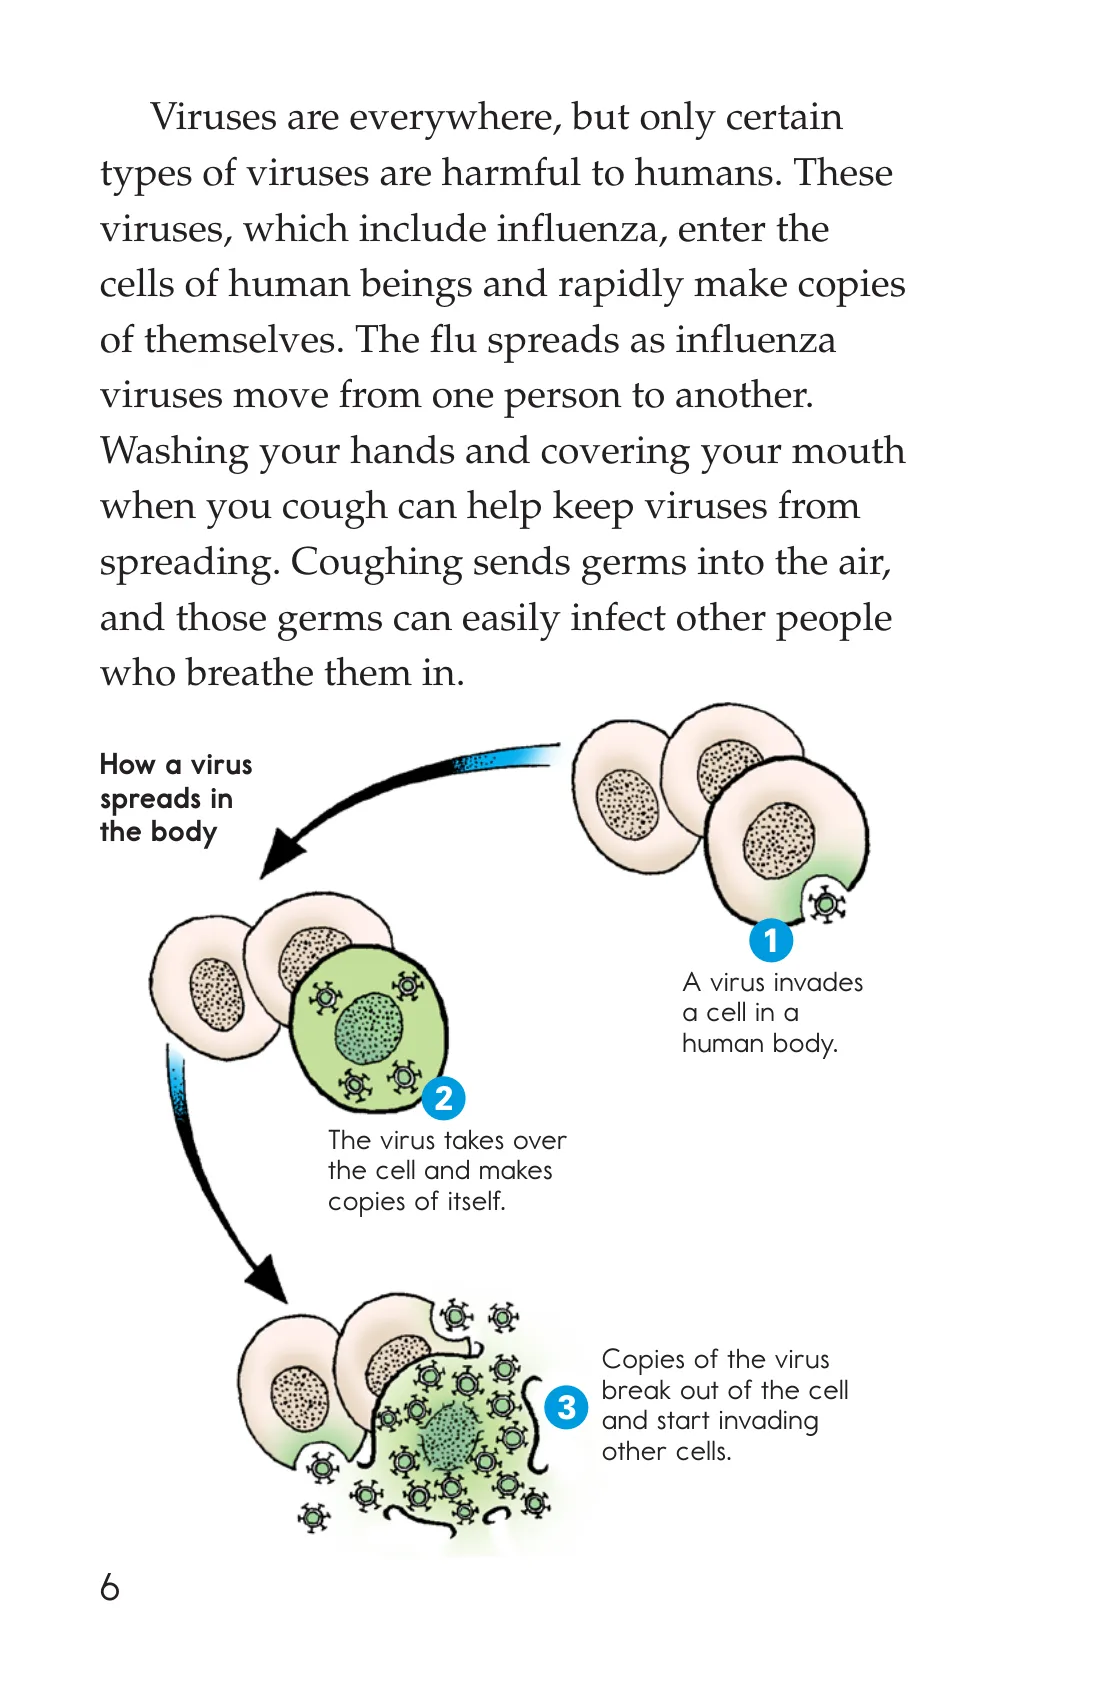 Viruses are everywhere, but only certain
types of viruses are harmful to humans. These
viruses, which include influenza, enter the
cells of human beings and rapidly make copies
of themselves. The flu spreads as influenza
viruses move from one person to another.
Washing your hands and covering your mouth
when you cough can help keep viruses from
spreading. Coughing sends germs into the air,
and those germs can easily infect other people
who breathe them in.
How a virus
spreads in
the body
1
A virus invades
a cell in a
human body.
2
The virus takes over
the cell and makes
copies of itself.
3
Copies of the virus
break out of the cell
and start invading
other cells.
6